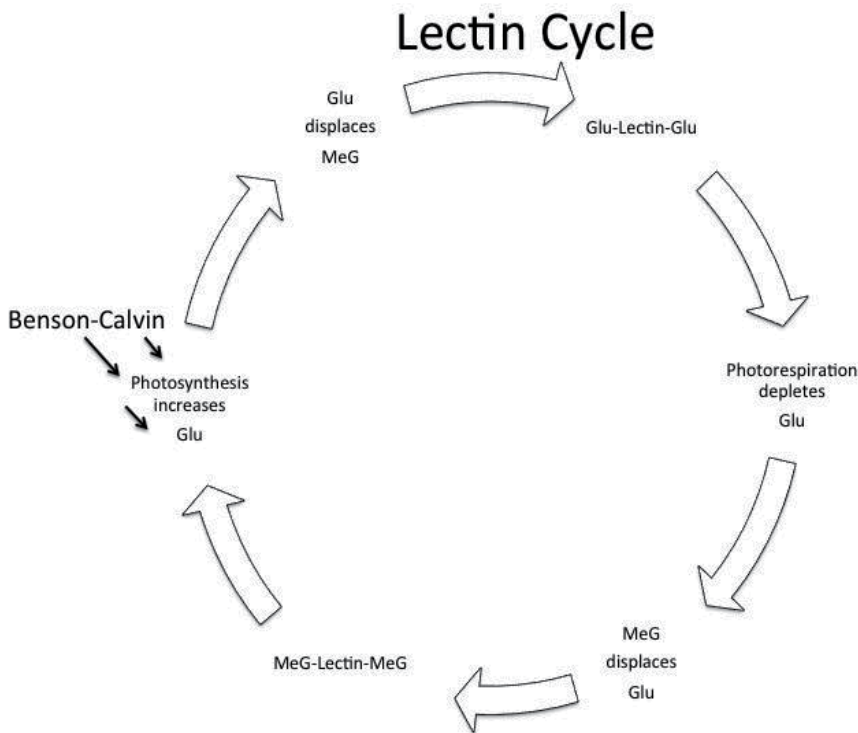 Lectin Cycle
Glu
displaces
MeG
Glu-Lectin-Glu
Photorespiration
depletes
Glu
MeG
displaces
Glu
MeG-Lectin-MeG
Benson-Calvin
Photosynthesis
increases
Glu